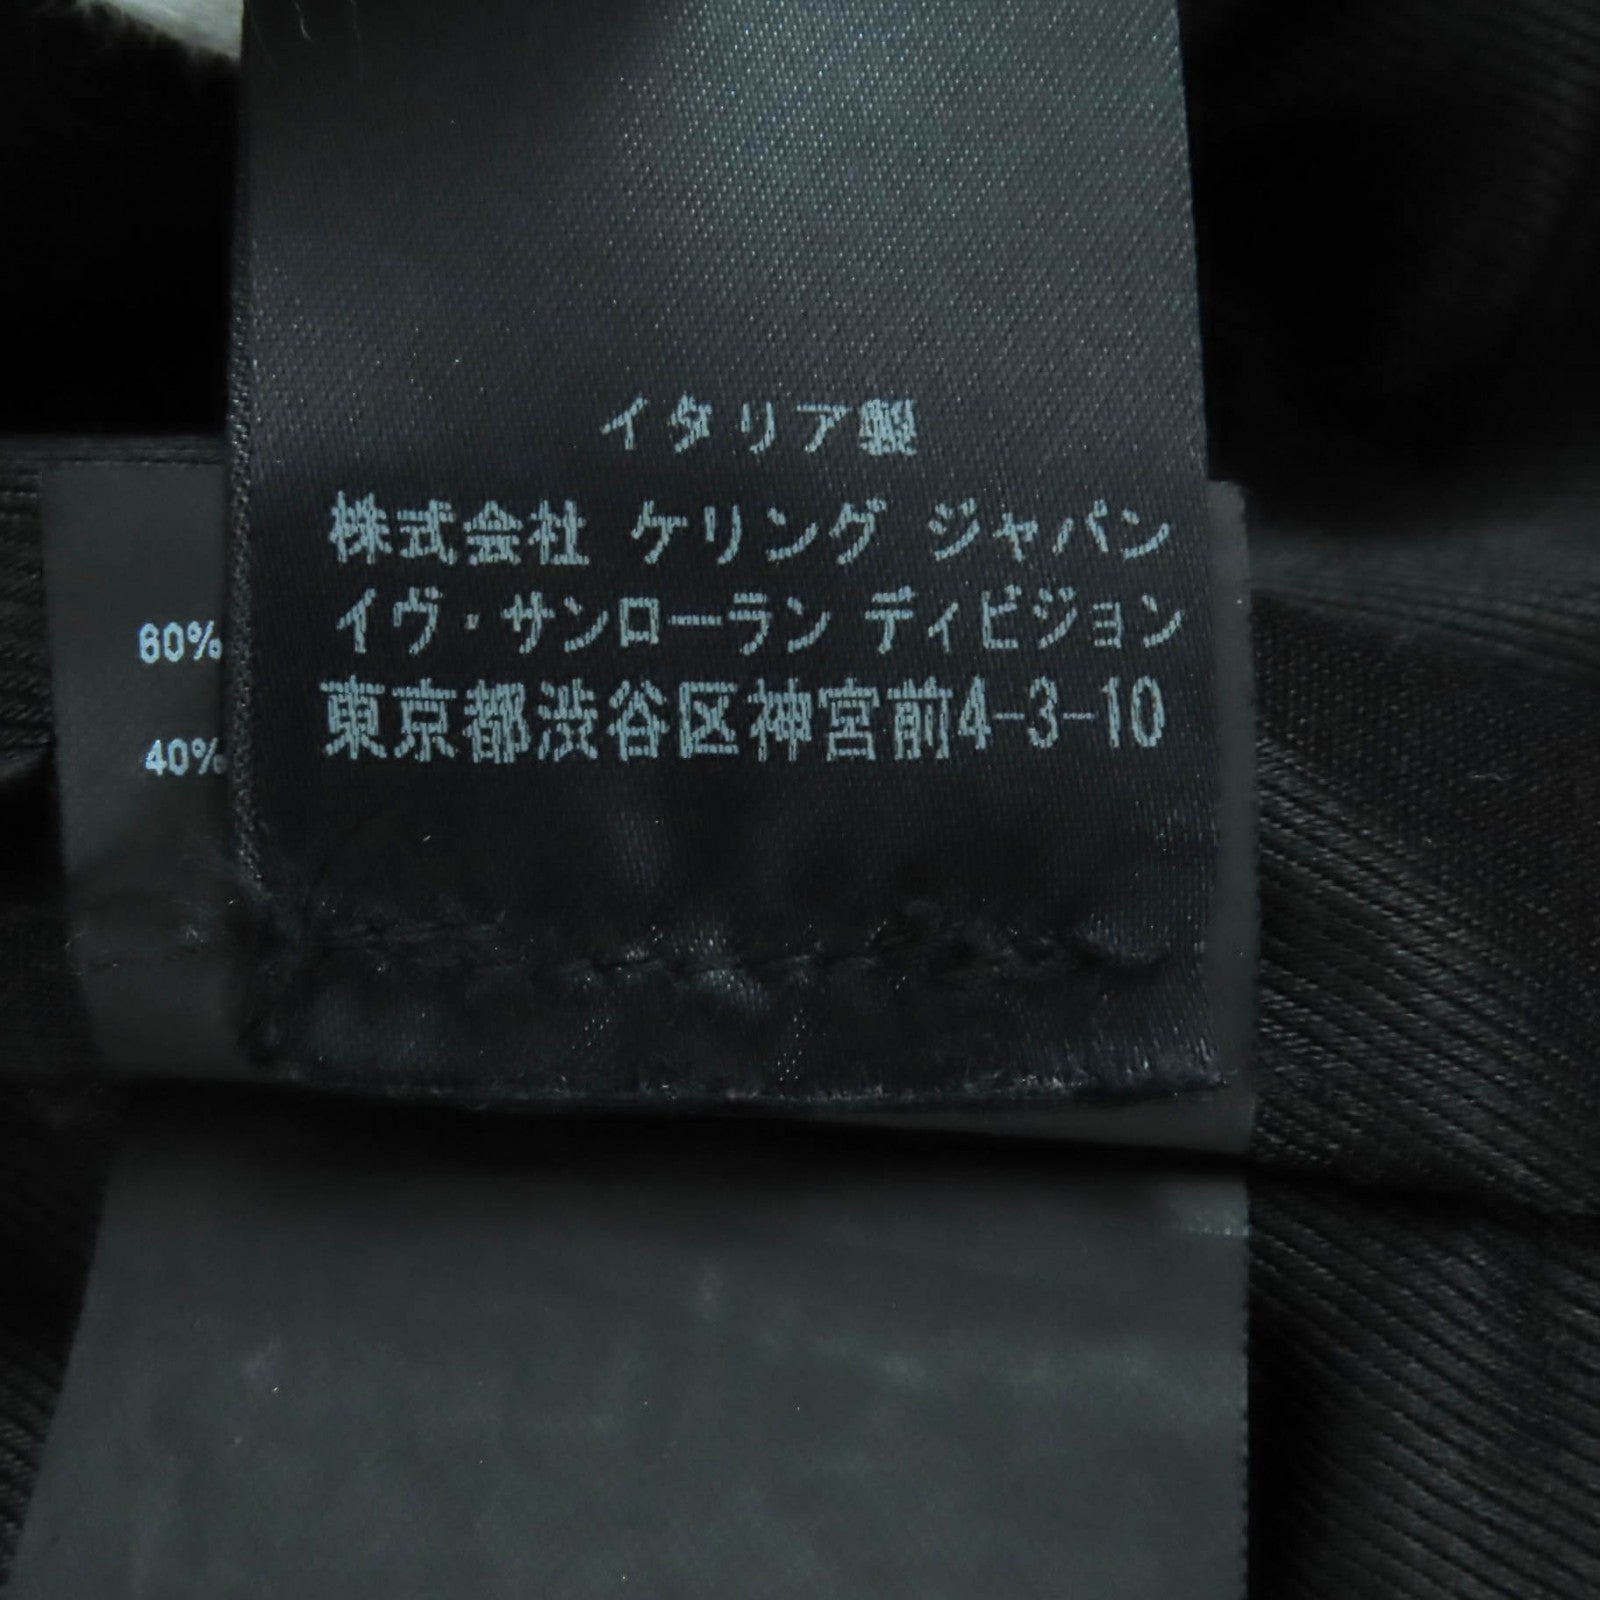 イタリア製
株式会社 ケリング ジャパン
イヴ・サンローラン ディビジョン
東京都渋谷区神宮前4-3-10
60%
40%